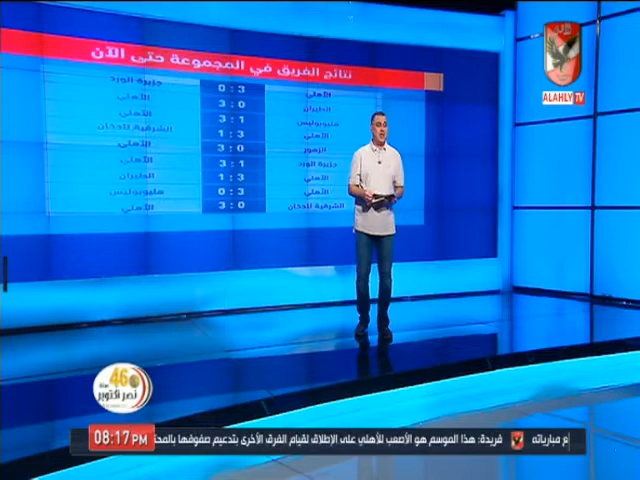 نتائج الفريق في المجموعة حتى الآن
الأهلي 3 : 0 جزيرة الورد
الطيران 0 : 3 الأهلي
هليوبوليس 1 : 3 الأهلي
الأهلي 3 : 1 الشرقية للدخان
الزهور 0 : 3 الأهلي
جزيرة الورد 1 : 3 الأهلي
الأهلي 3 : 1 الطيران
الأهلي 3 : 0 هليوبوليس
الشرقية للدخان 0 : 3 الأهلي
ALAHLY TV
46 سنة
نصر أكتوبر
ع مبارياته
فريدة: هذا الموسم هو الأصعب للأهلي على الإطلاق لقيام الفرق الأخرى بتدعيم صفوفها بالمحت
08:17 PM